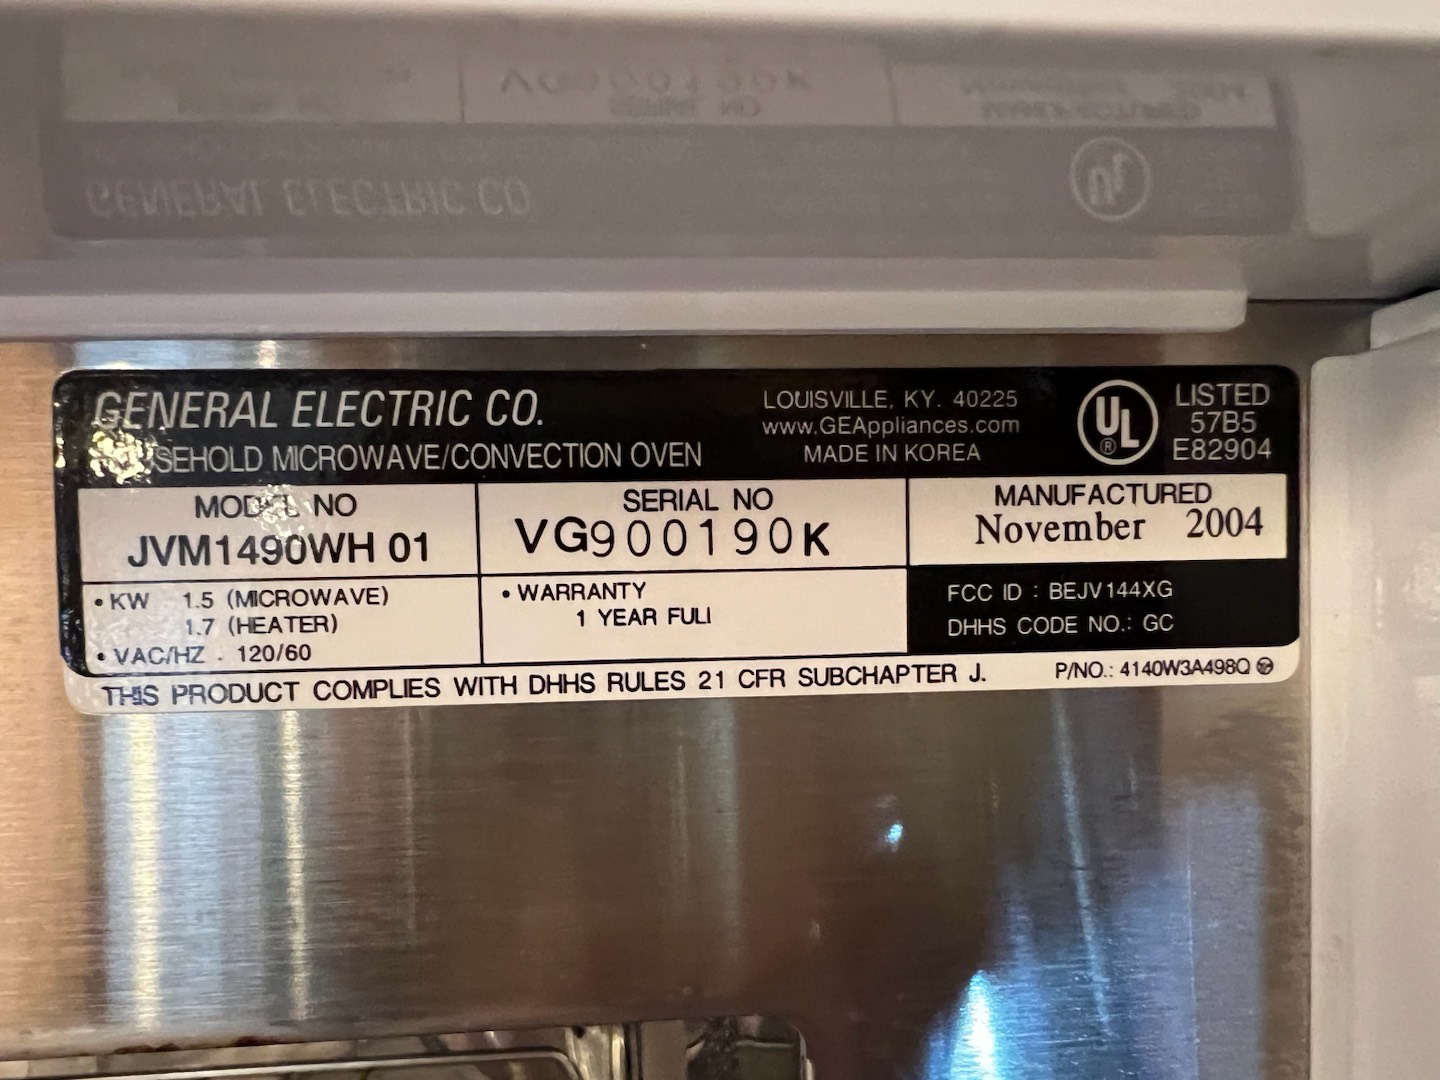 GENERAL ELECTRIC CO.
HOUSEHOLD MICROWAVE/CONVECTION OVEN
LOUISVILLE, KY. 40225
www.GEAppliances.com
MADE IN KOREA
UL ®
LISTED
57B5
E82904
MODEL NO
JVM1490WH 01
SERIAL NO
VG900190K
MANUFACTURED
November 2004
• KW 1.5 (MICROWAVE)
1.7 (HEATER)
• VAC/HZ . 120/60
• WARRANTY
1 YEAR FULL
FCC ID : BEJV144XG
DHHS CODE NO.: GC
THIS PRODUCT COMPLIES WITH DHHS RULES 21 CFR SUBCHAPTER J.
P/NO.: 4140W3A498Q